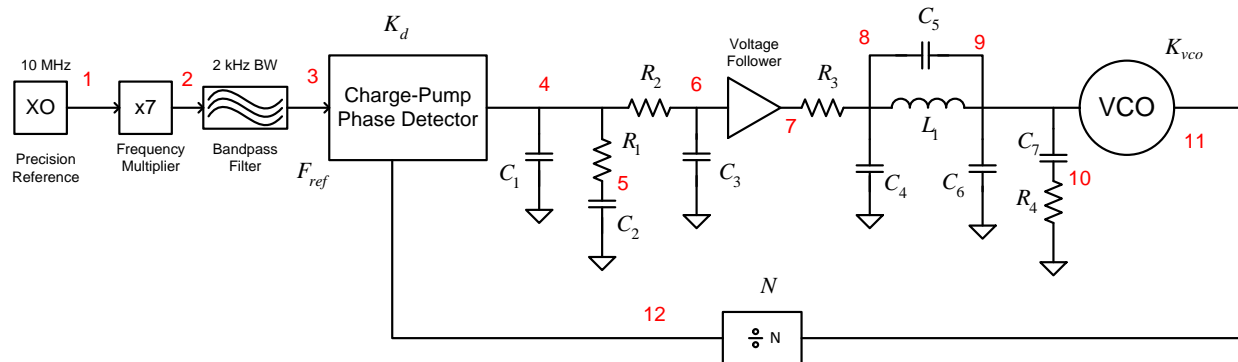 K_d
C_5
Voltage
Follower
K_vco
10 MHz
1
2
2 kHz BW
3
4
R_2
6
7
R_3
8
9
XO
x7
Charge-Pump
Phase Detector
L_1
VCO
11
Precision
Reference
Frequency
Multiplier
Bandpass
Filter
F_ref
C_1
R_1
5
C_2
C_3
C_4
C_6
C_7
10
R_4
12
N
÷ N